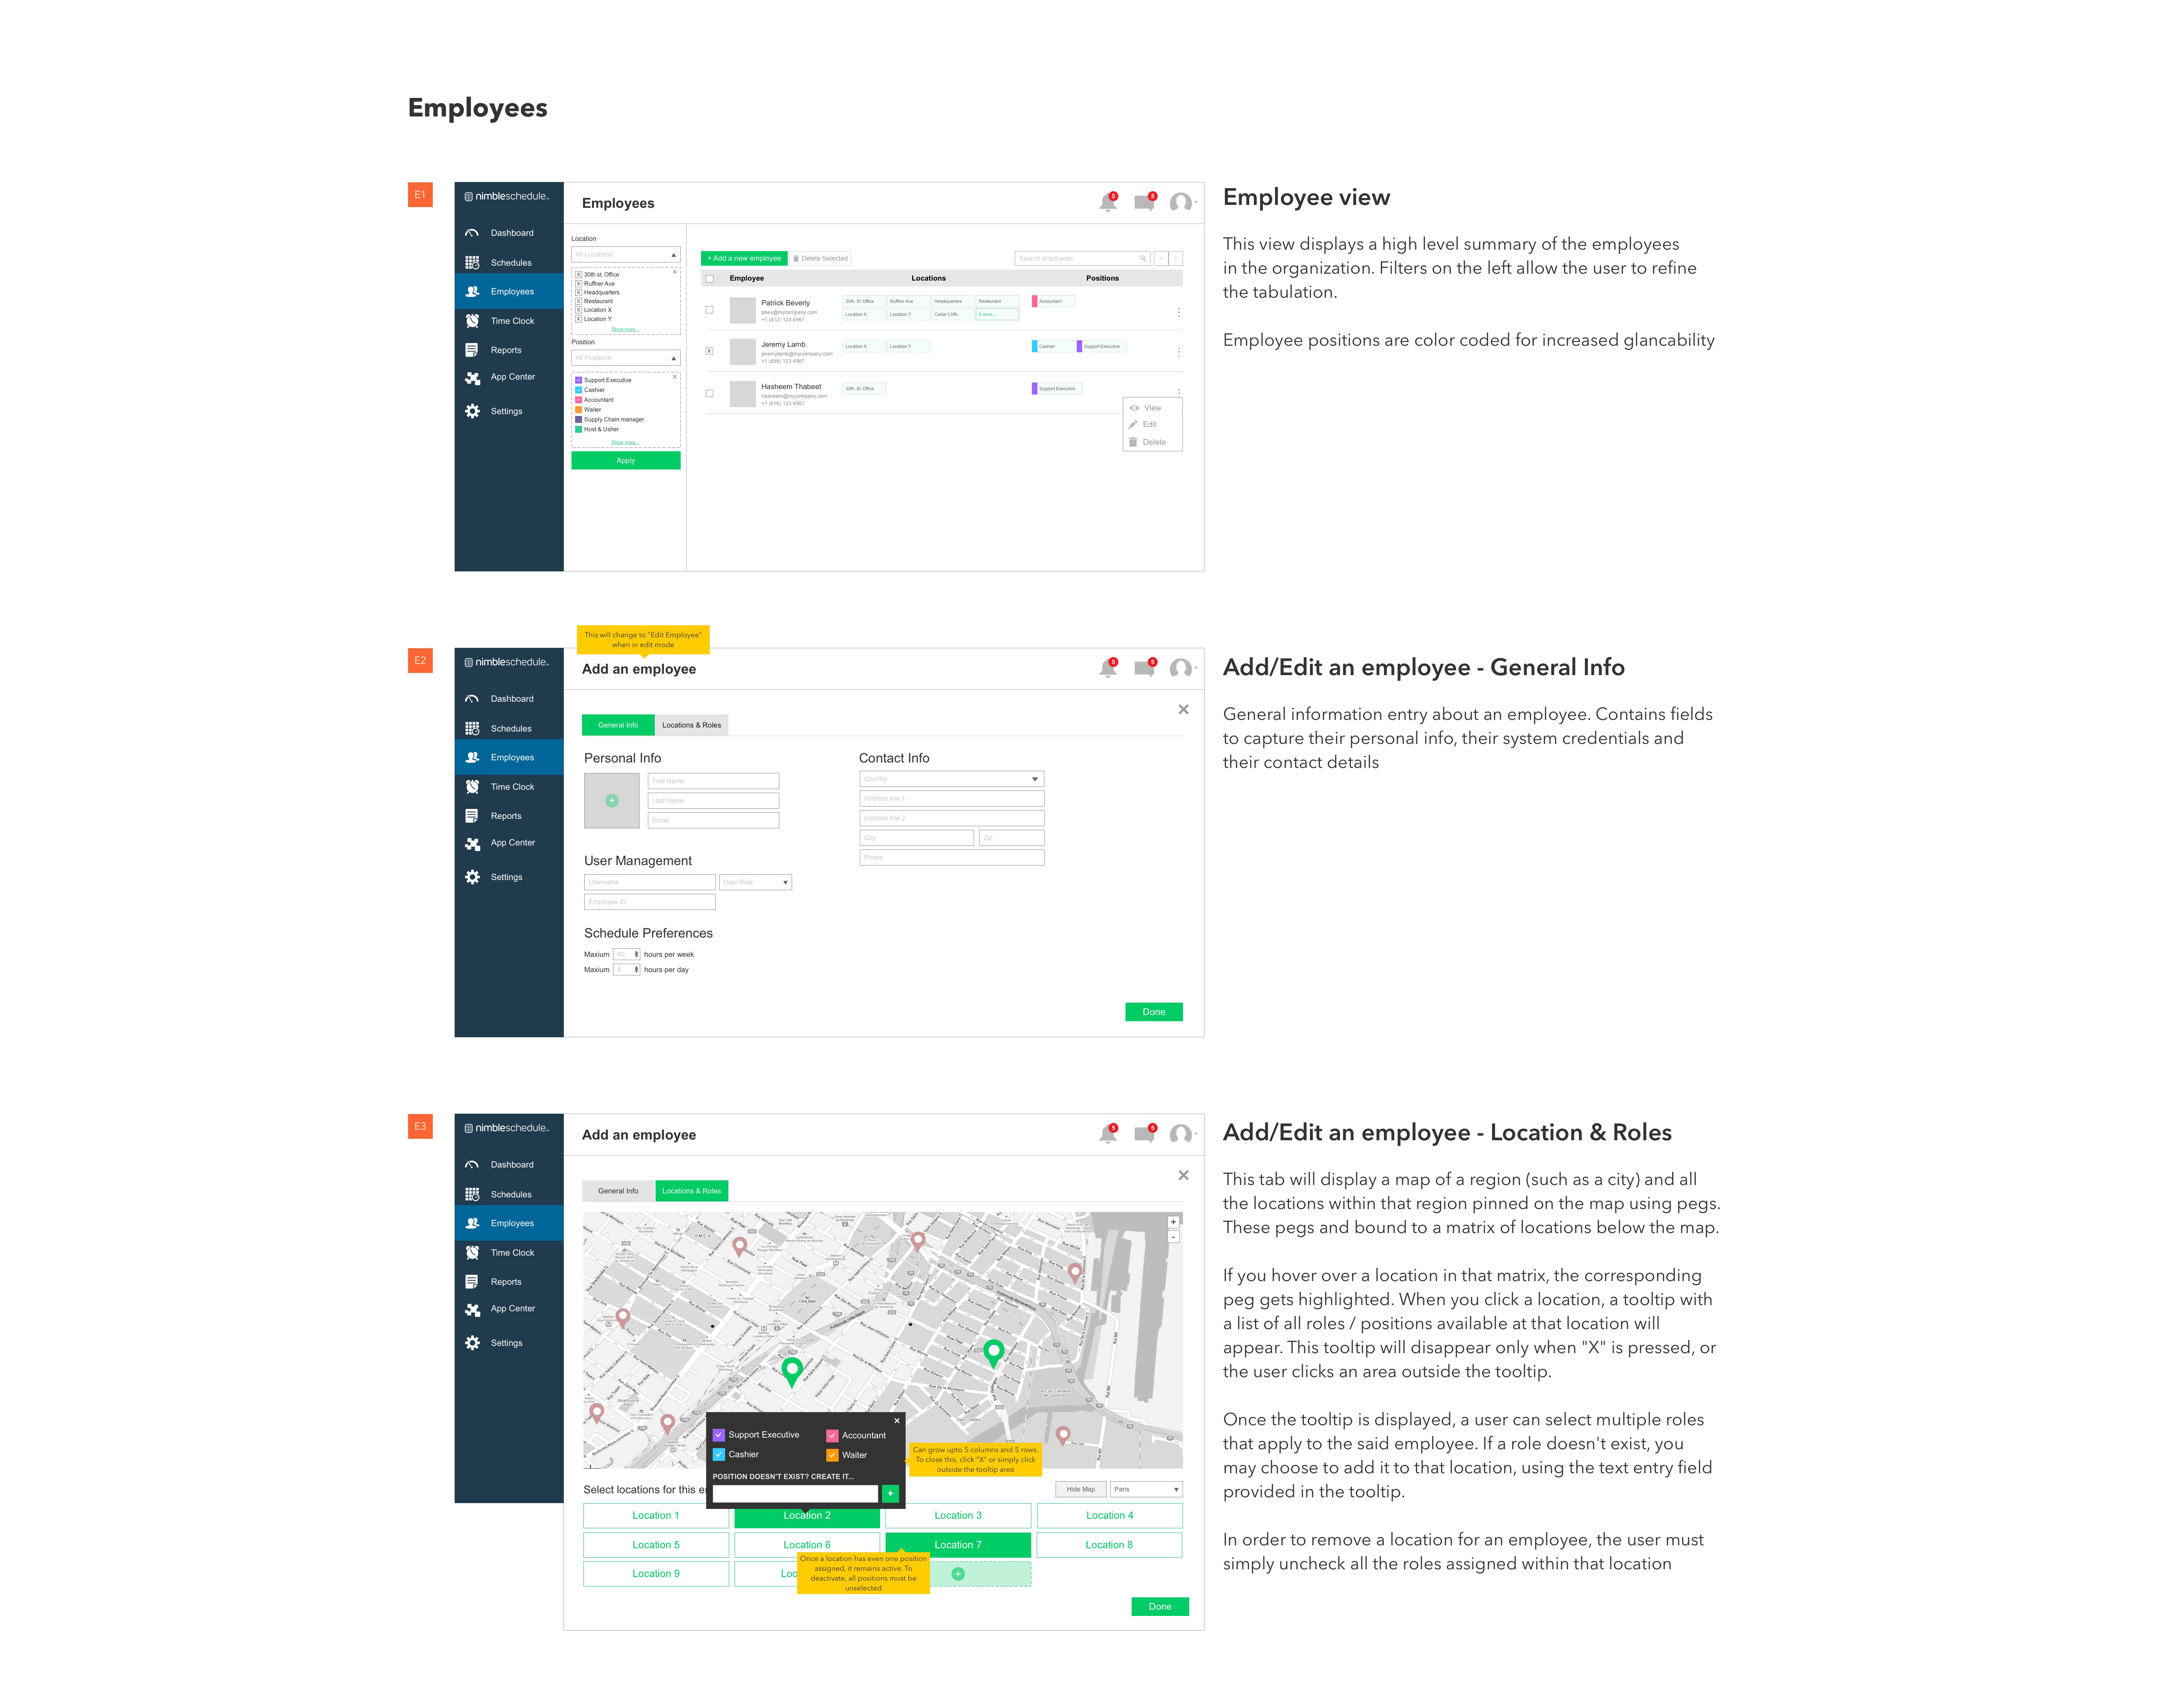 Employees
E1
nimbleschedule
Dashboard
Schedules
Employees
Time Clock
Reports
App Center
Settings
Employees
5
5
Location
All Locations
30th st. Office
Ruffner Ave
Headquarters
Restaurant
Location X
Location Y
Show more...
Position
All Positions
Support Executive
Cashier
Accountant
Waiter
Supply Chain manager
Host & Usher
Show more...
Apply
+ Add a new employee
Delete Selected
Search employees
< >
Employee Locations Positions
Patrick Beverly
pbev@mycompany.com
+1 (412) 123 4567
30th. St. Office Ruffner Ave Headquarters Restaurant
Location X Location Y Cedar Cliffs 8 more...
Accountant
Jeremy Lamb
jeremylamb@mycompany.com
+1 (858) 123 4567
Location X Location Y
Cashier Support Executive
Hasheem Thabeet
hasheem@mycompany.com
+1 (616) 123 4567
30th. St. Office
Support Executive
View
Edit
Delete
Employee view
This view displays a high level summary of the employees
in the organization. Filters on the left allow the user to refine
the tabulation.
Employee positions are color coded for increased glancability
E2
nimbleschedule
Dashboard
Schedules
Employees
Time Clock
Reports
App Center
Settings
This will change to "Edit Employee"
when in edit mode
Add an employee
5
5
General Info Locations & Roles
Personal Info
First Name
Last Name
Email
Contact Info
Country
Address line 1
Address line 2
City Zip
Phone
User Management
Username User Role
Employee ID
Schedule Preferences
Maxium 40 hours per week
Maxium 8 hours per day
Done
Add/Edit an employee - General Info
General information entry about an employee. Contains fields
to capture their personal info, their system credentials and
their contact details
E3
nimbleschedule
Dashboard
Schedules
Employees
Time Clock
Reports
App Center
Settings
Add an employee
5
5
General Info Locations & Roles
+
-
Support Executive Accountant
Cashier Waiter
POSITION DOESN'T EXIST? CREATE IT...
+
Can grow upto 5 columns and 5 rows.
To close this, click "X" or simply click
outside the tooltip area
Select locations for this
Hide Map Paris
Location 1 Location 2 Location 3 Location 4
Location 5 Location 6 Location 7 Location 8
Location 9
Once a location has even one position
assigned, it remains active. To
deactivate, all positions must be
unselected
Done
Add/Edit an employee - Location & Roles
This tab will display a map of a region (such as a city) and all
the locations within that region pinned on the map using pegs.
These pegs and bound to a matrix of locations below the map.
If you hover over a location in that matrix, the corresponding
peg gets highlighted. When you click a location, a tooltip with
a list of all roles / positions available at that location will
appear. This tooltip will disappear only when "X" is pressed, or
the user clicks an area outside the tooltip.
Once the tooltip is displayed, a user can select multiple roles
that apply to the said employee. If a role doesn't exist, you
may choose to add it to that location, using the text entry field
provided in the tooltip.
In order to remove a location for an employee, the user must
simply uncheck all the roles assigned within that location